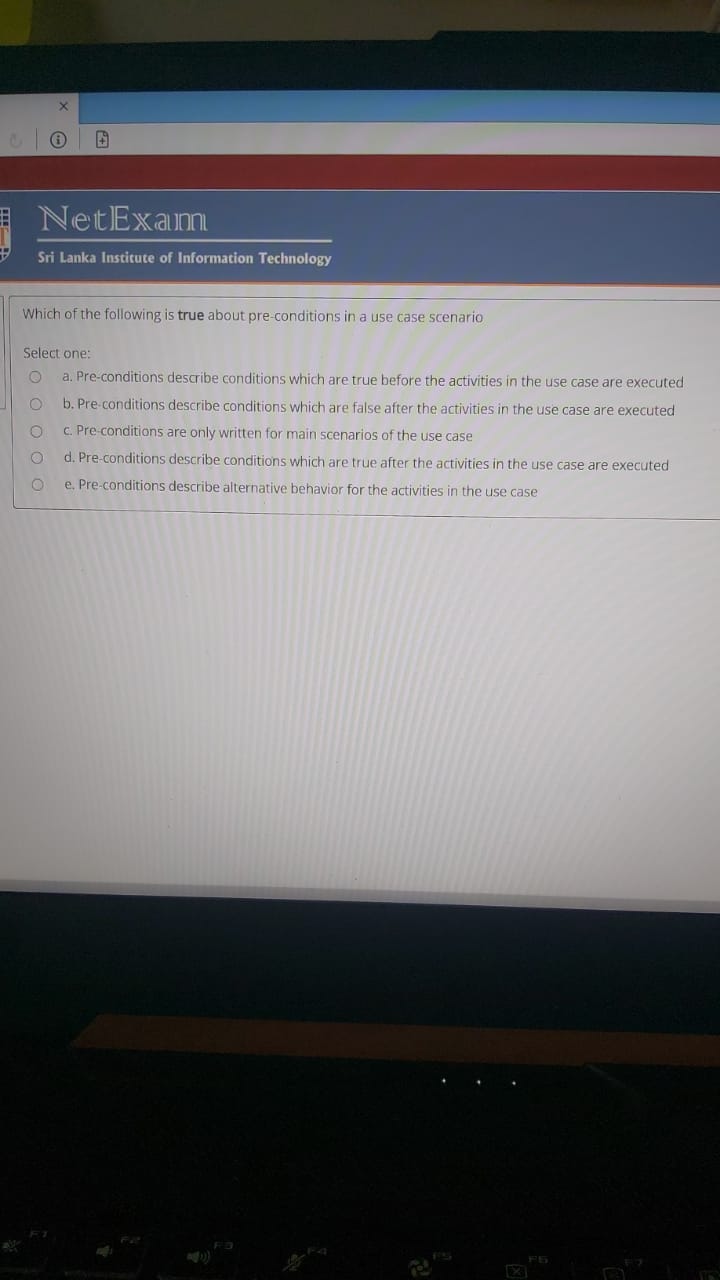 NetExam
Sri Lanka Institute of Information Technology
Which of the following is true about pre-conditions in a use case scenario
Select one:
a. Pre-conditions describe conditions which are true before the activities in the use case are executed
b. Pre-conditions describe conditions which are false after the activities in the use case are executed
c. Pre-conditions are only written for main scenarios of the use case
d. Pre-conditions describe conditions which are true after the activities in the use case are executed
e. Pre-conditions describe alternative behavior for the activities in the use case
F1 F2 F3 F4 F5 F6 F7